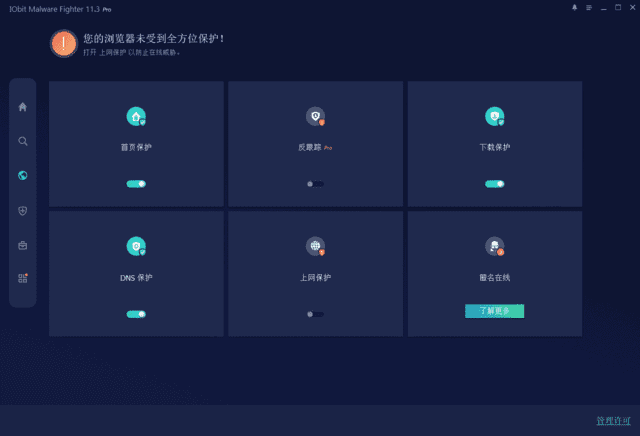 IObit Malware Fighter 11.3 Pro
您的浏览器未受到全方位保护！
打开 上网保护 以防止在线威胁。
首页保护
反跟踪 Pro
下载保护
DNS 保护
上网保护
匿名在线
了解更多
管理许可